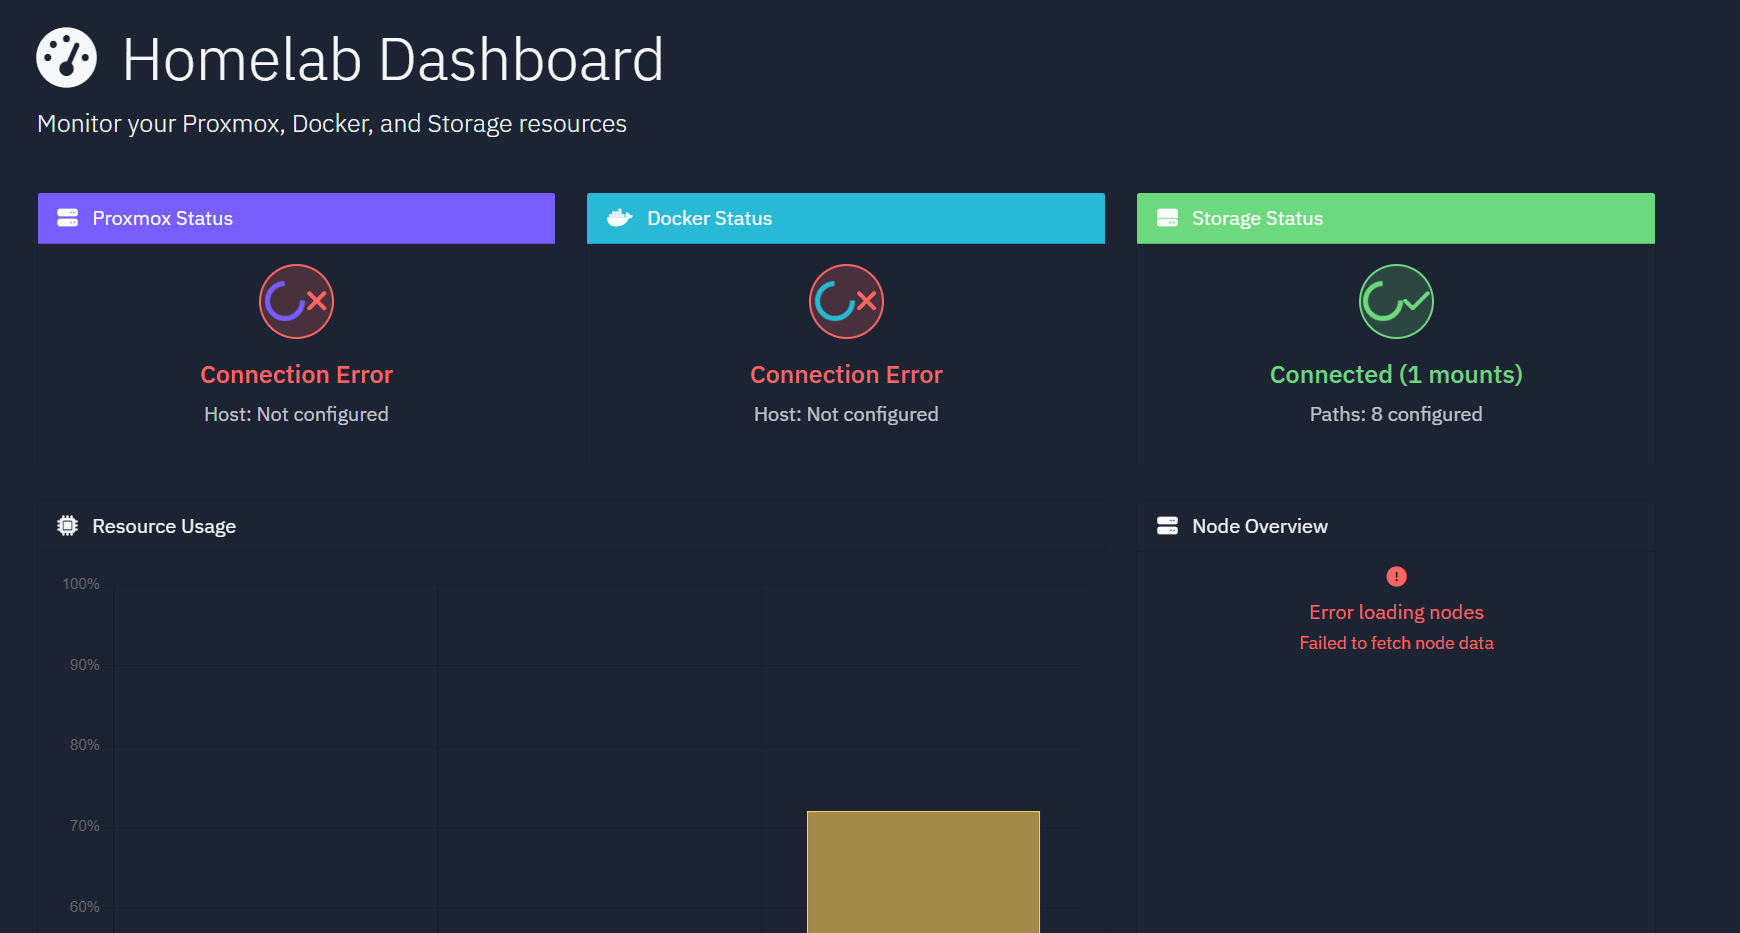 Homelab Dashboard
Monitor your Proxmox, Docker, and Storage resources
Proxmox Status
Connection Error
Host: Not configured
Docker Status
Connection Error
Host: Not configured
Storage Status
Connected (1 mounts)
Paths: 8 configured
Resource Usage
100%
90%
80%
70%
60%
Node Overview
Error loading nodes
Failed to fetch node data